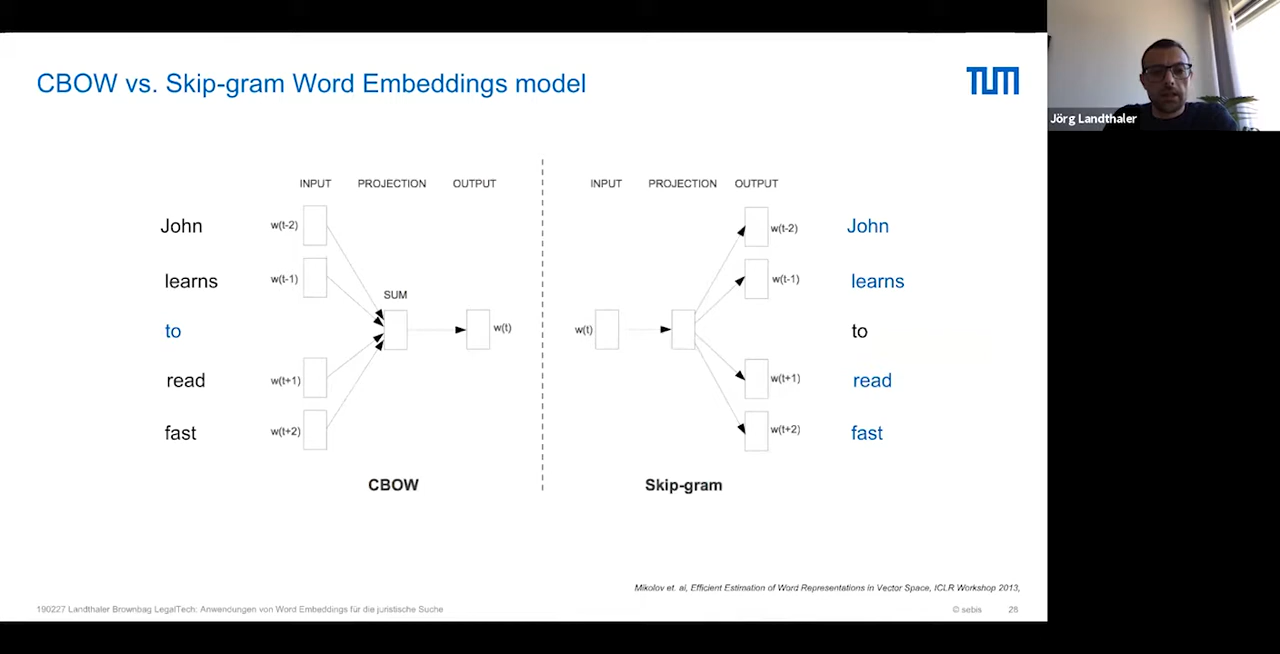 CBOW vs. Skip-gram Word Embeddings model
TUM
Jörg Landthaler
INPUT PROJECTION OUTPUT
John w(t-2)
learns w(t-1)
SUM
to w(t)
read w(t+1)
fast w(t+2)
CBOW
INPUT PROJECTION OUTPUT
w(t-2) John
w(t-1) learns
w(t) to
w(t+1) read
w(t+2) fast
Skip-gram
Mikolov et. al, Efficient Estimation of Word Representations in Vector Space, ICLR Workshop 2013,
190227 Landthaler Brownbag LegalTech: Anwendungen von Word Embeddings für die juristische Suche
© sebis 28